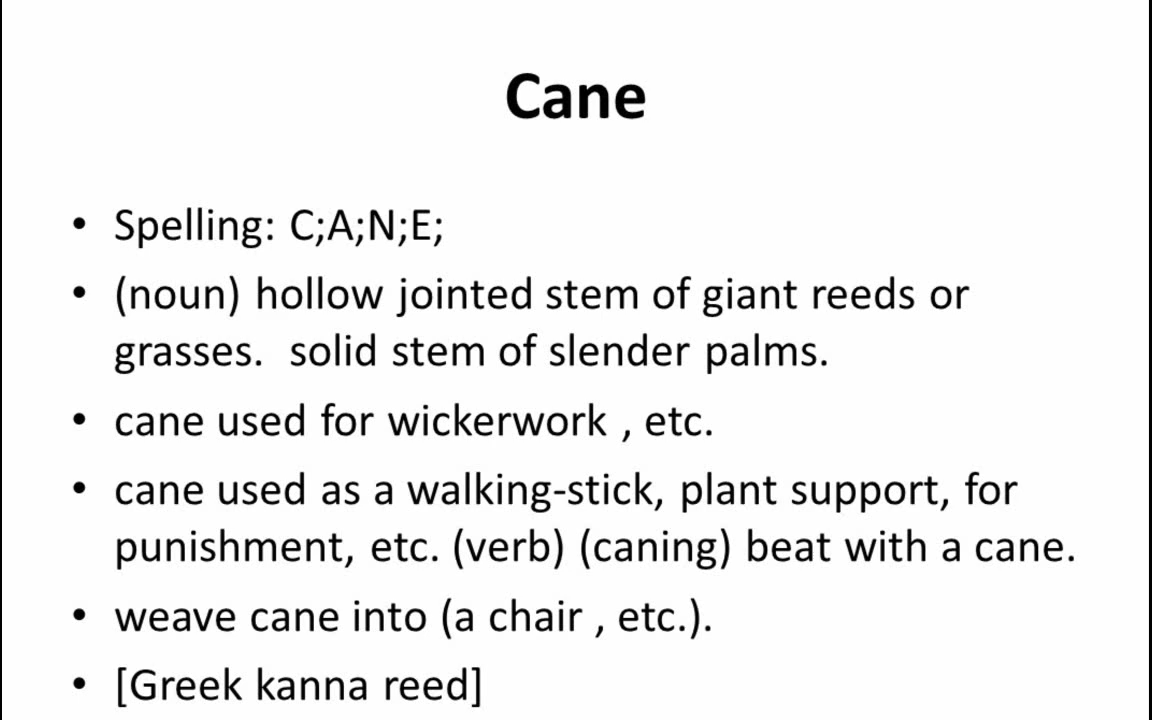 Cane
• Spelling: C;A;N;E;
• (noun) hollow jointed stem of giant reeds or
grasses.  solid stem of slender palms.
• cane used for wickerwork , etc.
• cane used as a walking-stick, plant support, for
punishment, etc. (verb) (caning) beat with a cane.
• weave cane into (a chair , etc.).
• [Greek kanna reed]